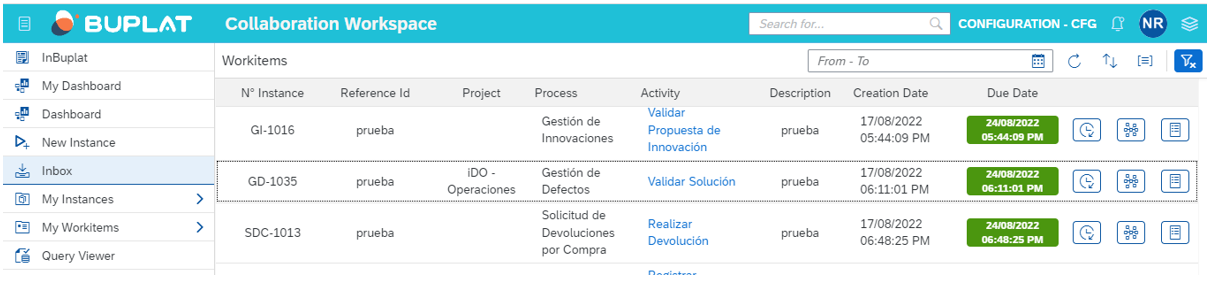 BUPLAT
Collaboration Workspace
Search for...
CONFIGURATION - CFG
NR
InBuplat
My Dashboard
Dashboard
New Instance
Inbox
My Instances
My Workitems
Query Viewer
Workitems
From - To
N° Instance Reference Id Project Process Activity Description Creation Date Due Date
GI-1016
prueba
Gestión de
Innovaciones
Validar
Propuesta de
Innovación
prueba
17/08/2022
05:44:09 PM
24/08/2022
05:44:09 PM
GD-1035
prueba
iDO -
Operaciones
Gestión de
Defectos
Validar Solución
prueba
17/08/2022
06:11:01 PM
24/08/2022
06:11:01 PM
SDC-1013
prueba
Solicitud de
Devoluciones
por Compra
Realizar
Devolución
prueba
17/08/2022
06:48:25 PM
24/08/2022
06:48:25 PM
Registrar